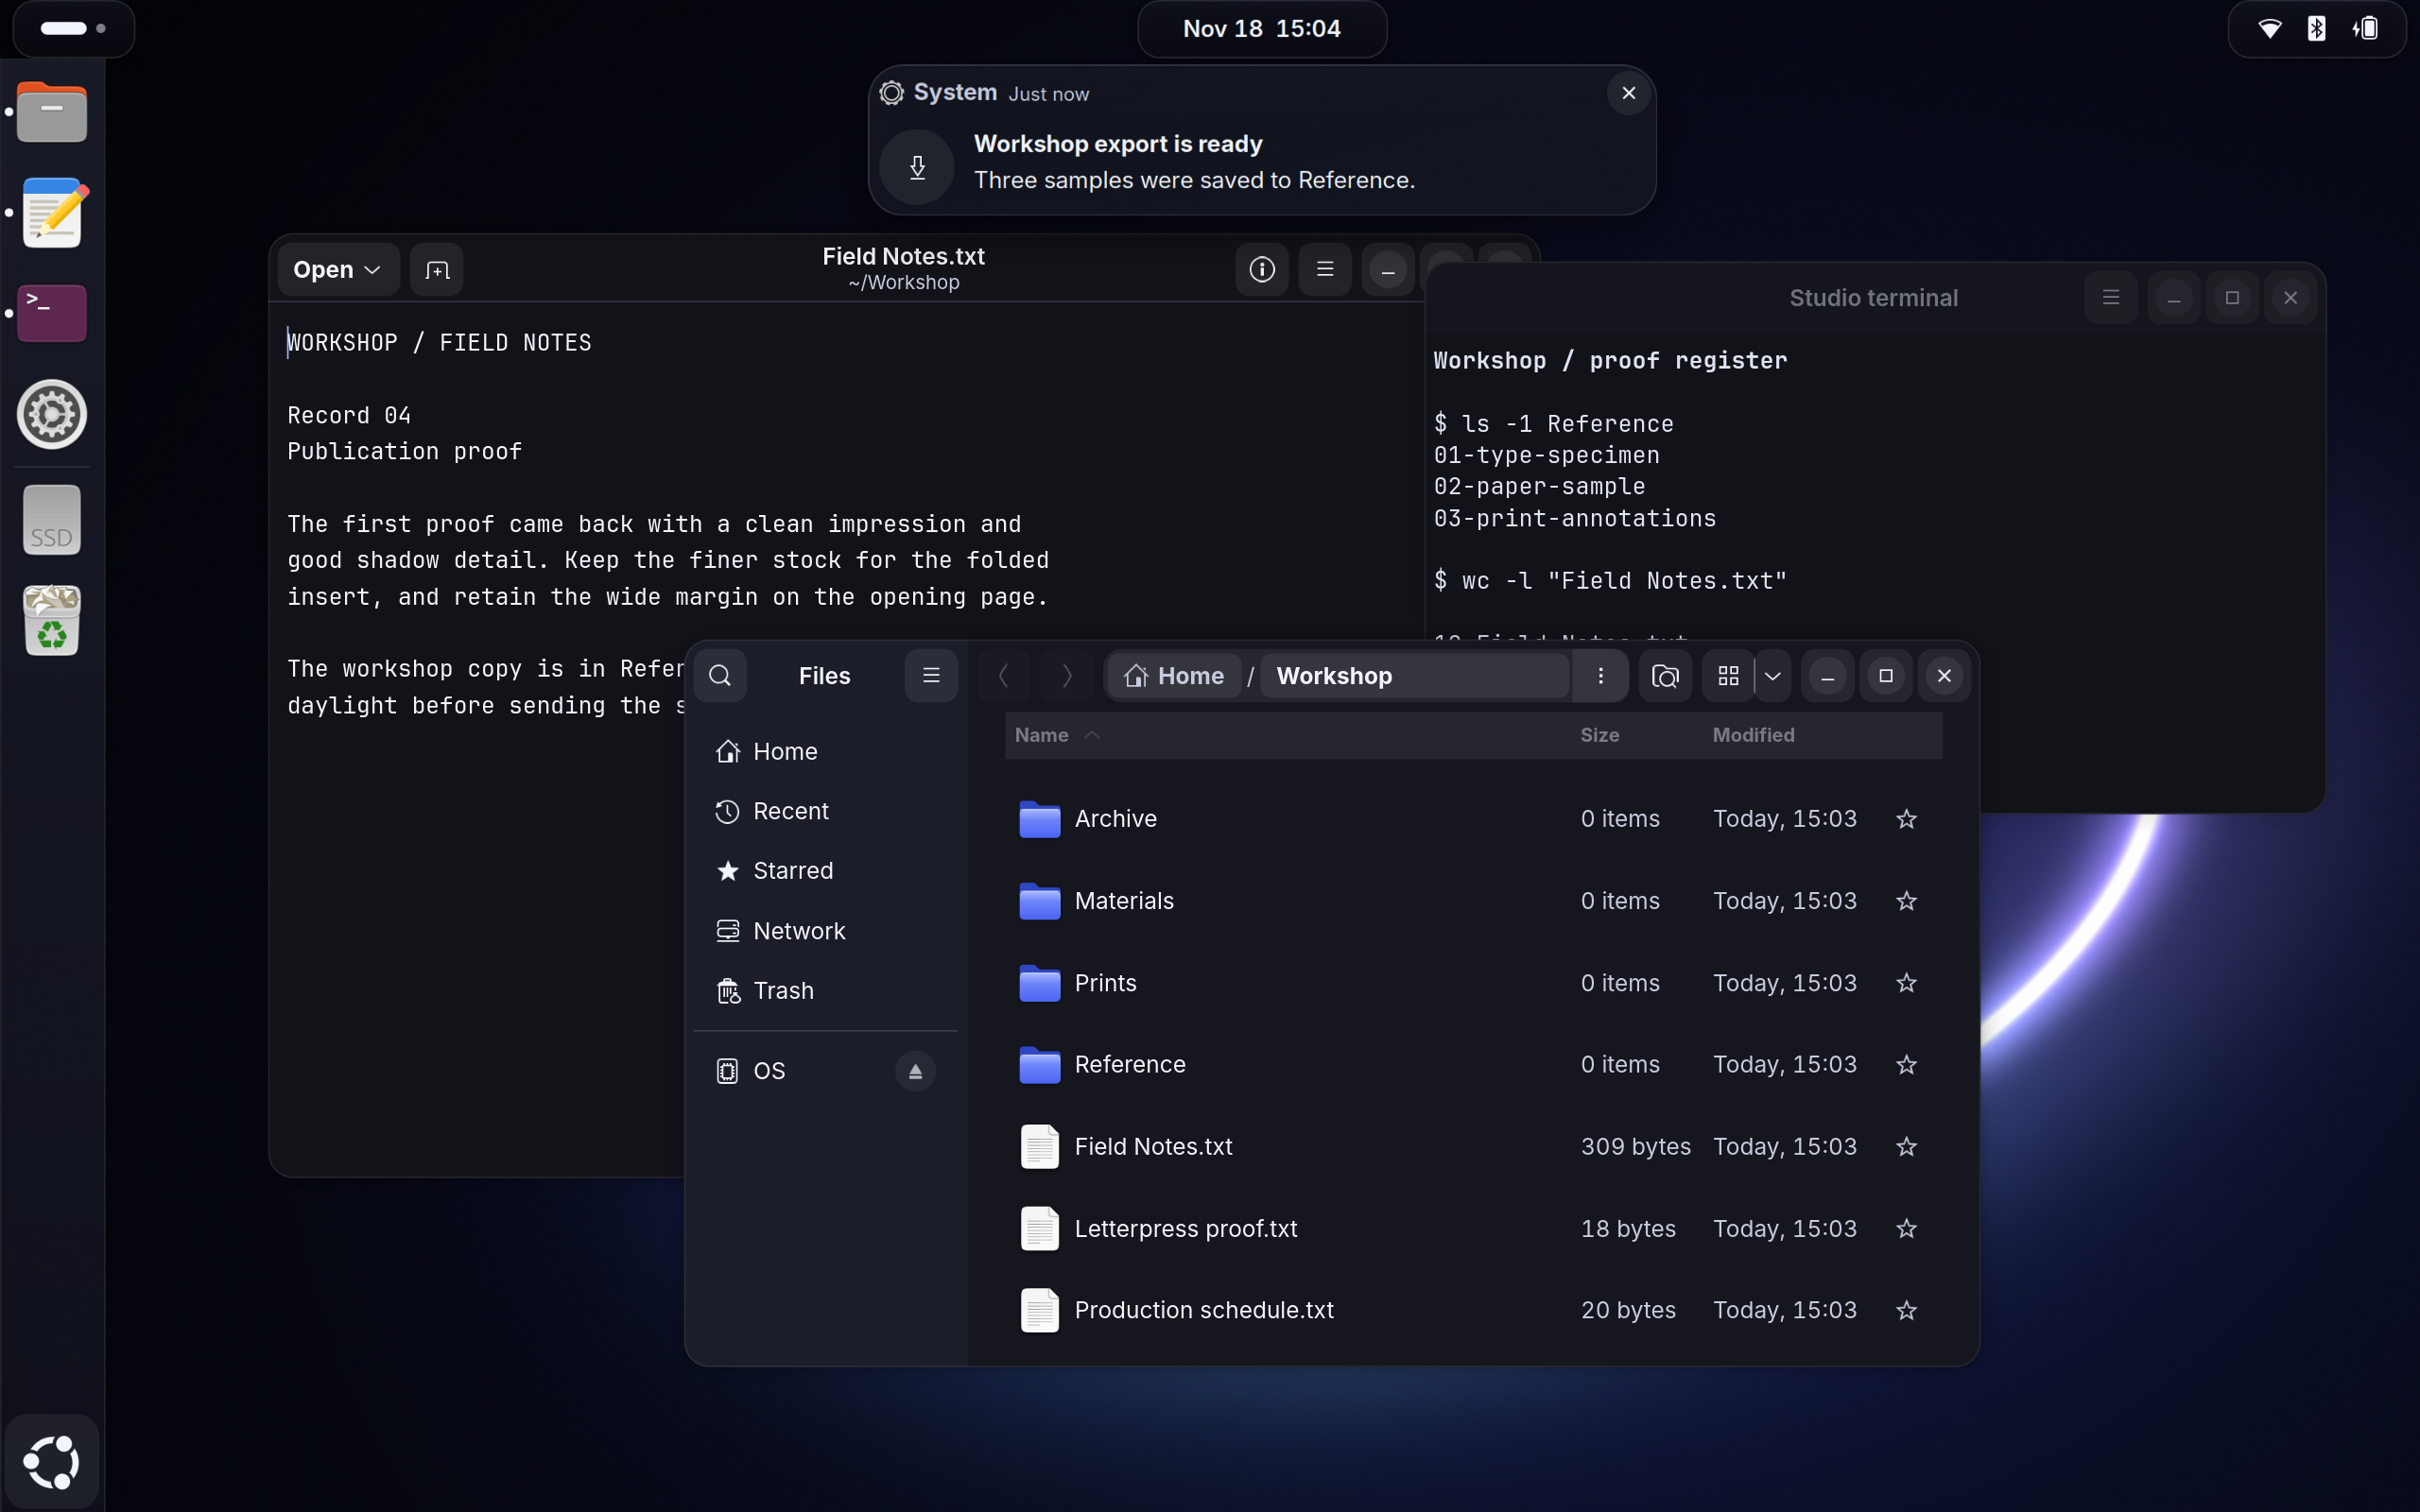 Nov 18 15:04
System Just now
Workshop export is ready
Three samples were saved to Reference.
Open
Field Notes.txt
~/Workshop
WORKSHOP / FIELD NOTES
Record 04
Publication proof
The first proof came back with a clean impression and
good shadow detail. Keep the finer stock for the folded
insert, and retain the wide margin on the opening page.
The workshop copy is in
daylight before sending the
Studio terminal
Workshop / proof register
$ ls -1 Reference
01-type-specimen
02-paper-sample
03-print-annotations
$ wc -l "Field Notes.txt"
Files
Home / Workshop
Home
Recent
Starred
Network
Trash
OS
Name Size Modified
Archive 0 items Today, 15:03
Materials 0 items Today, 15:03
Prints 0 items Today, 15:03
Reference 0 items Today, 15:03
Field Notes.txt 309 bytes Today, 15:03
Letterpress proof.txt 18 bytes Today, 15:03
Production schedule.txt 20 bytes Today, 15:03
>_
SSD